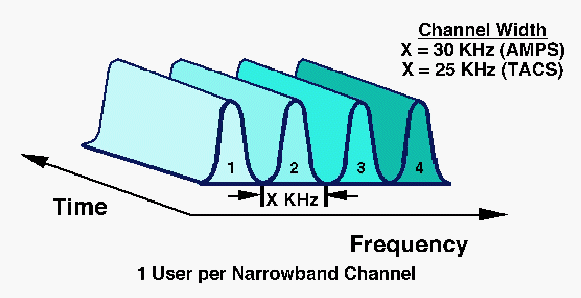 Channel Width
X = 30 KHz (AMPS)
X = 25 KHz (TACS)
1 2 3 4
X KHz
Time
Frequency
1 User per Narrowband Channel